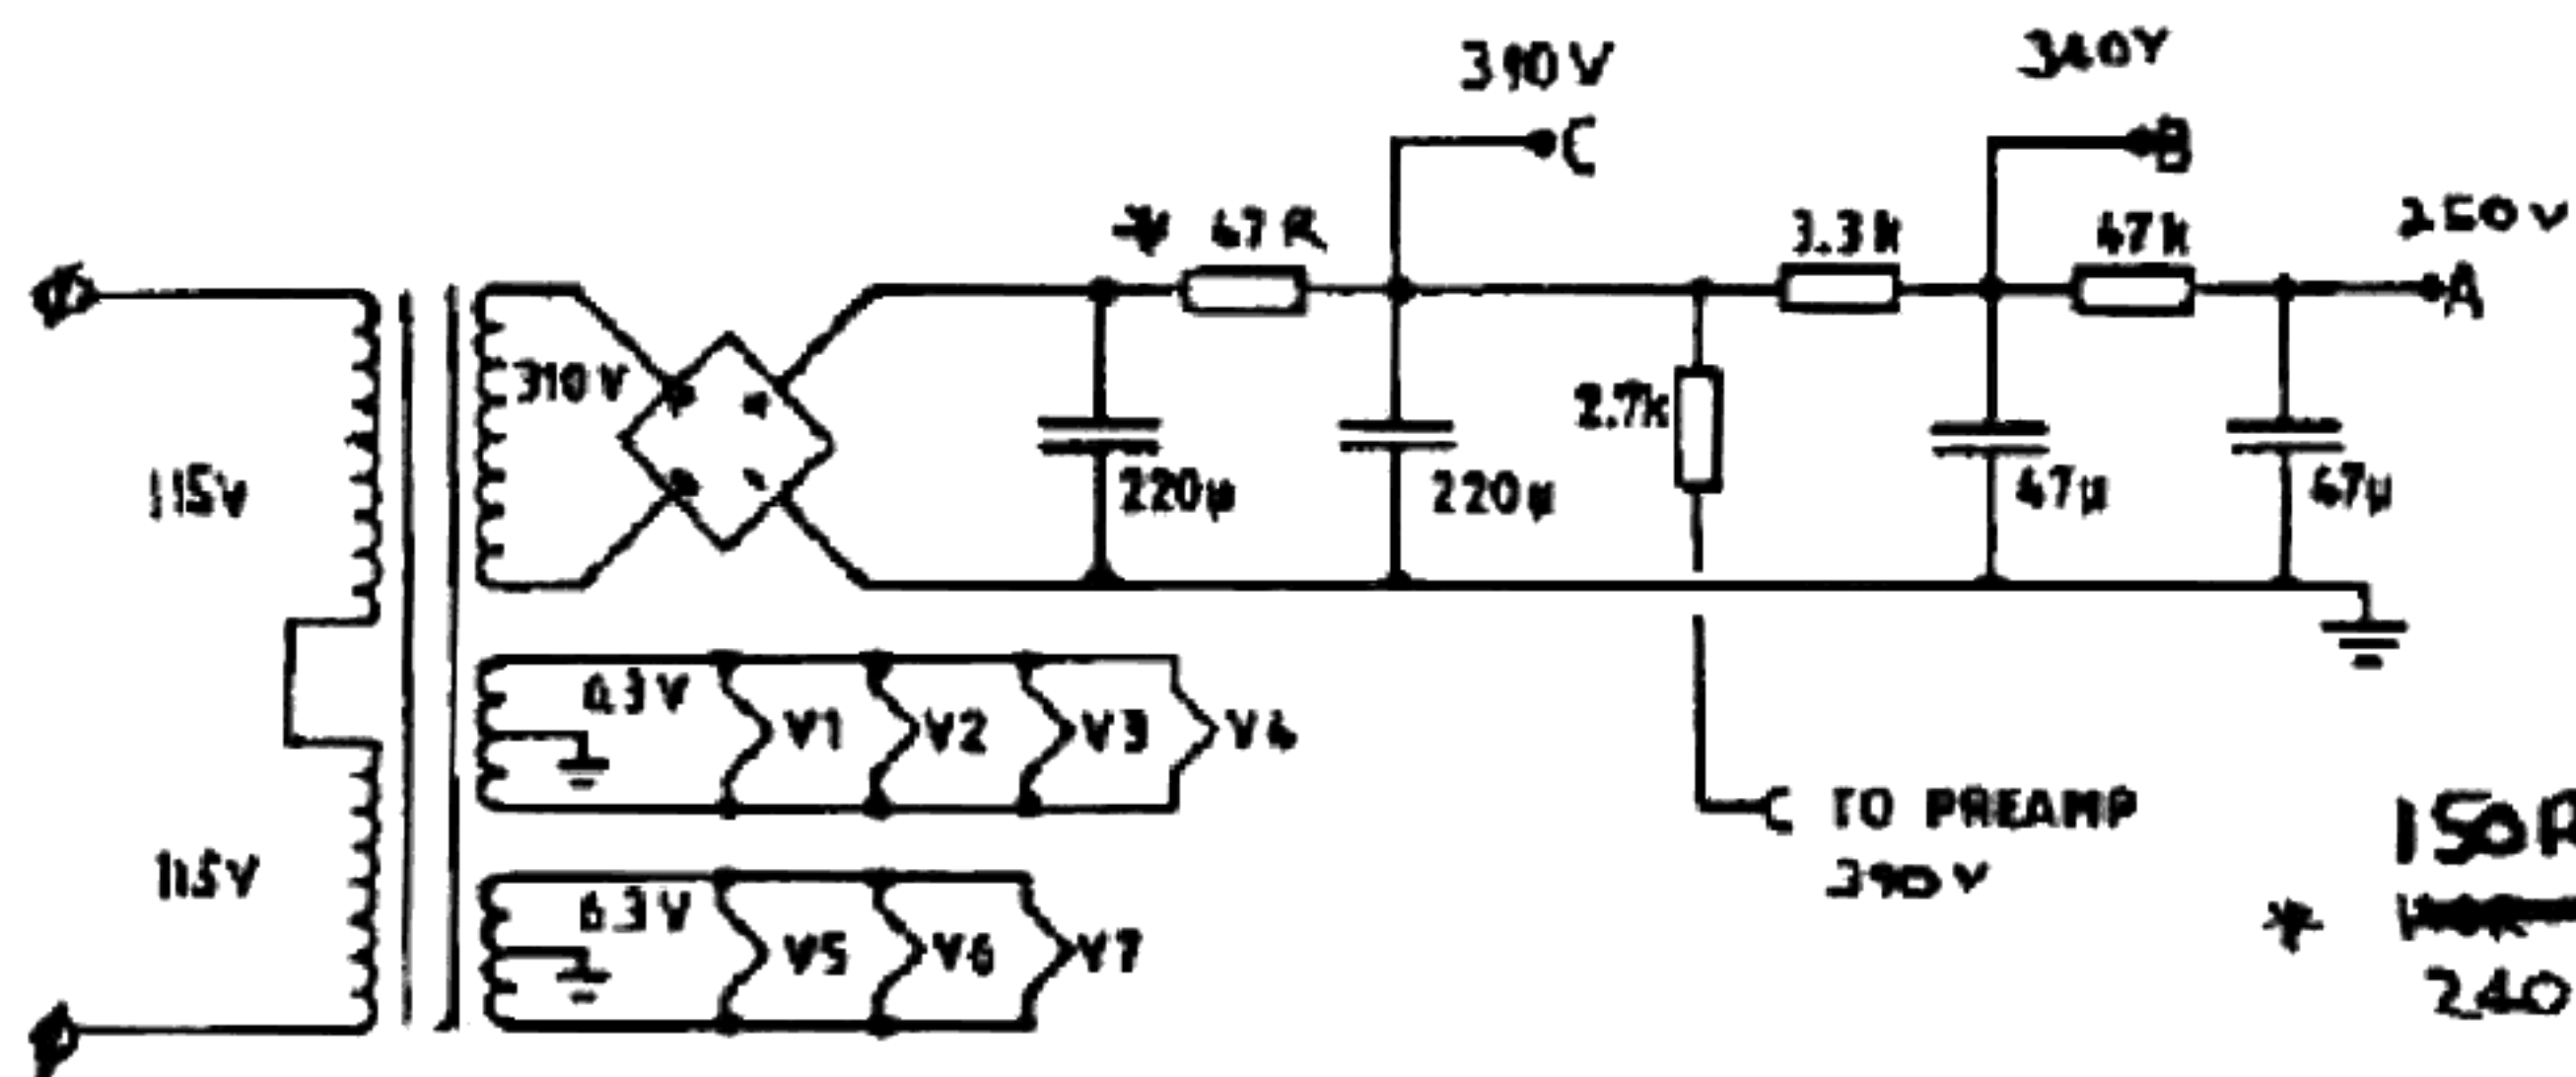 390V
C
340V
B
250V
A
* 47R
3.3k
47k
310V
2.7k
220µ
220µ
47µ
47µ
115V
6.3V
V1
V2
V3
V4
TO PREAMP
390V
115V
6.3V
V5
V6
V7
150R
*
240